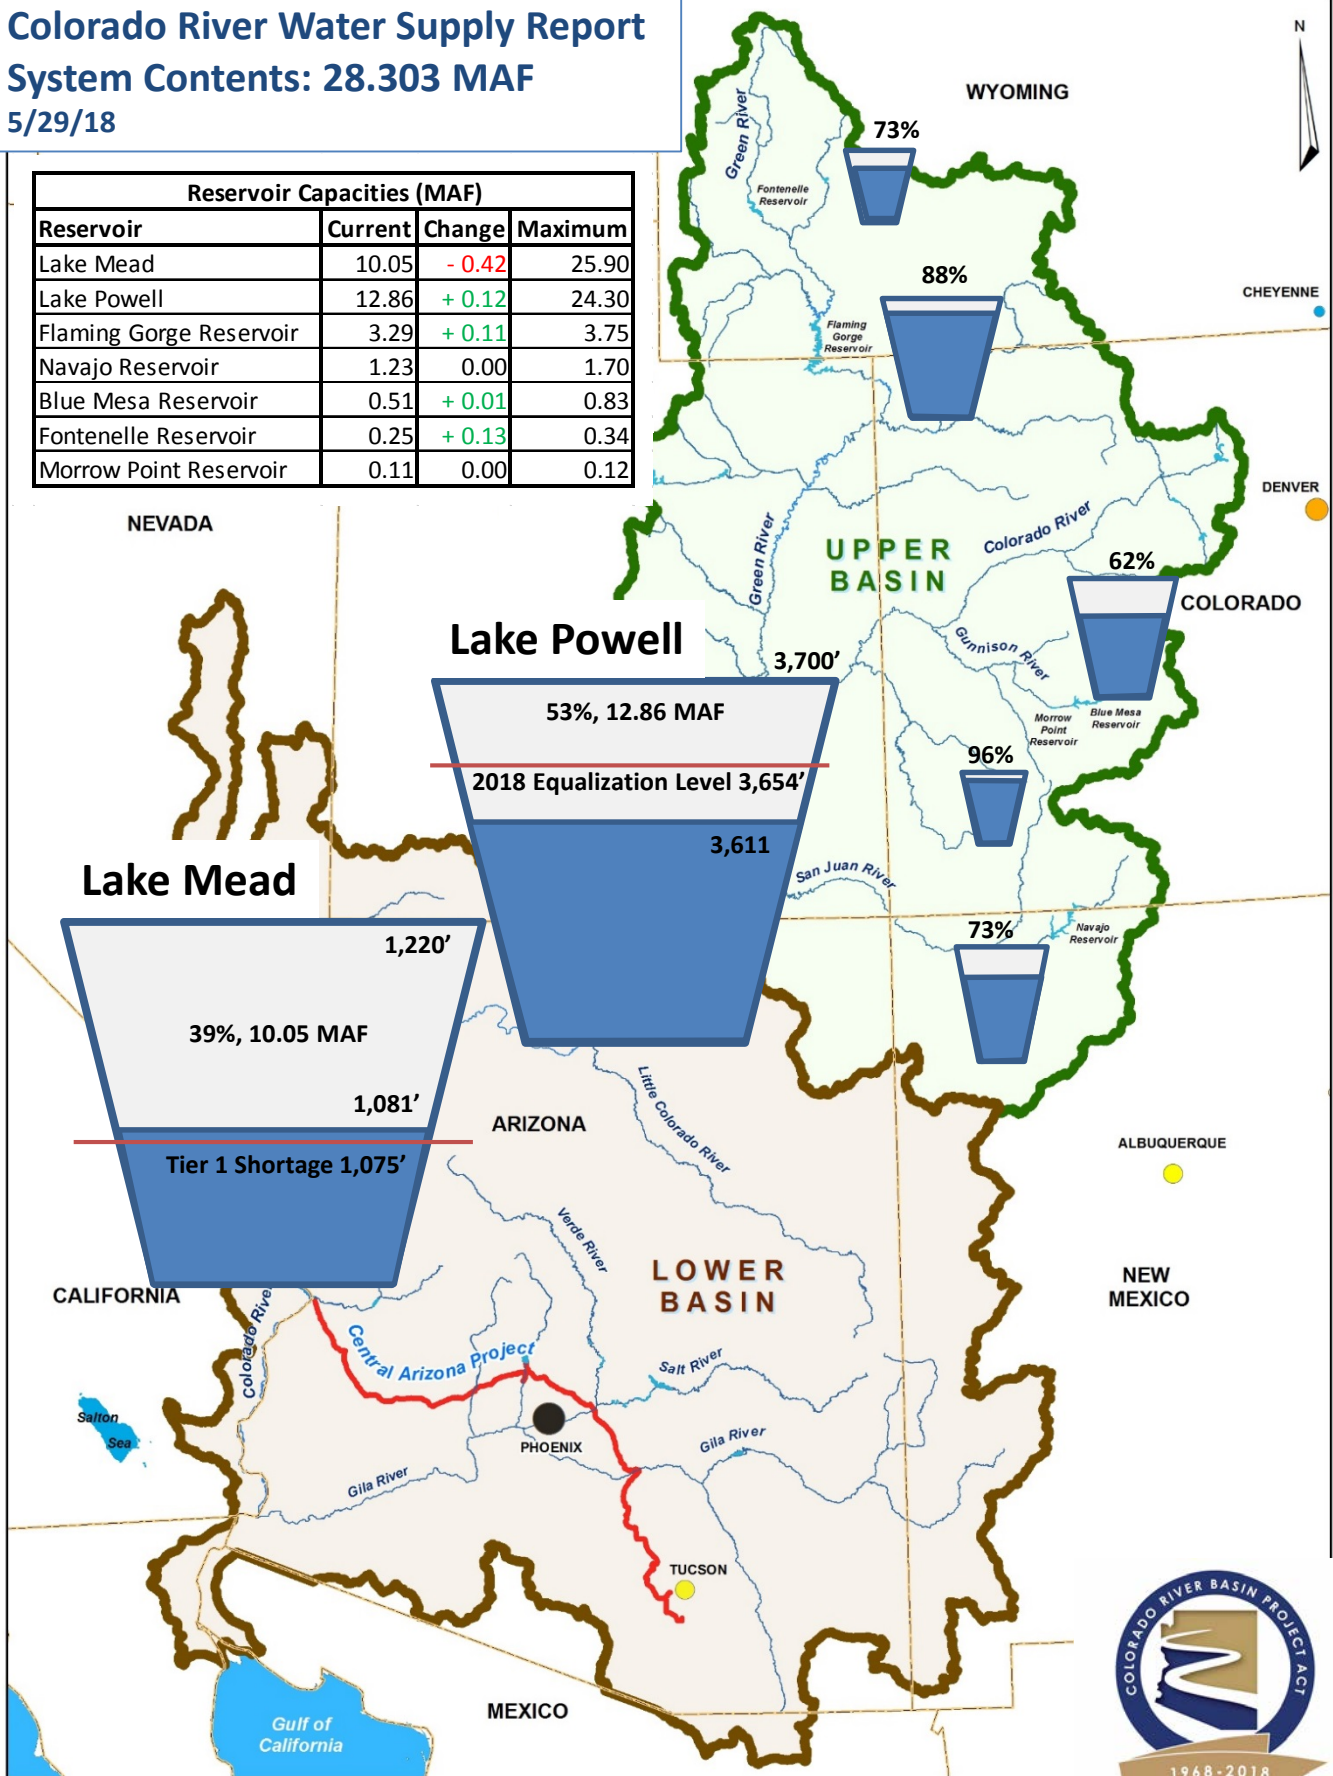 Colorado River Water Supply Report
System Contents: 28.303 MAF
5/29/18
Reservoir Capacities (MAF)
Reservoir Current Change Maximum
Lake Mead 10.05 - 0.42 25.90
Lake Powell 12.86 + 0.12 24.30
Flaming Gorge Reservoir 3.29 + 0.11 3.75
Navajo Reservoir 1.23 0.00 1.70
Blue Mesa Reservoir 0.51 + 0.01 0.83
Fontenelle Reservoir 0.25 + 0.13 0.34
Morrow Point Reservoir 0.11 0.00 0.12
N
WYOMING
73%
Green River
Fontenelle
Reservoir
88%
CHEYENNE
Flaming
Gorge
Reservoir
DENVER
NEVADA
Green River
UPPER
BASIN
Colorado River
62%
COLORADO
Gunnison River
Lake Powell
3,700’
53%, 12.86 MAF
2018 Equalization Level 3,654’
3,611
Morrow
Point
Reservoir
Blue Mesa
Reservoir
96%
San Juan River
73%
Navajo
Reservoir
Lake Mead
1,220’
39%, 10.05 MAF
1,081’
Tier 1 Shortage 1,075’
Little Colorado River
ARIZONA
ALBUQUERQUE
Verde River
LOWER
BASIN
NEW
MEXICO
CALIFORNIA
Colorado River
Central Arizona Project
Salt River
Salton
Sea
PHOENIX
Gila River
Gila River
TUCSON
MEXICO
Gulf of
California
COLORADO RIVER BASIN PROJECT ACT
1968-2018